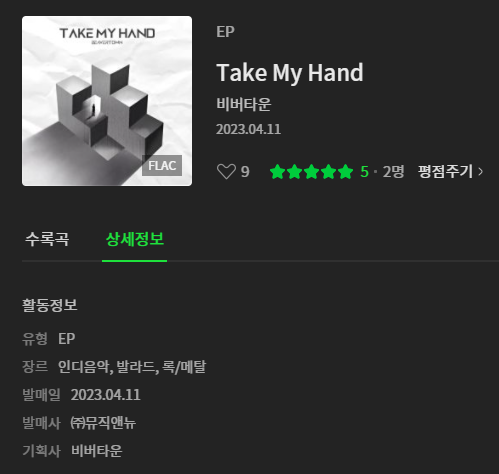 TAKE MY HAND
BEAVERTOWN
FLAC
EP
Take My Hand
비버타운
2023.04.11
9
5 · 2명 평점주기 >
수록곡 상세정보
활동정보
유형 EP
장르 인디음악, 발라드, 록/메탈
발매일 2023.04.11
발매사 ㈜뮤직앤뉴
기획사 비버타운